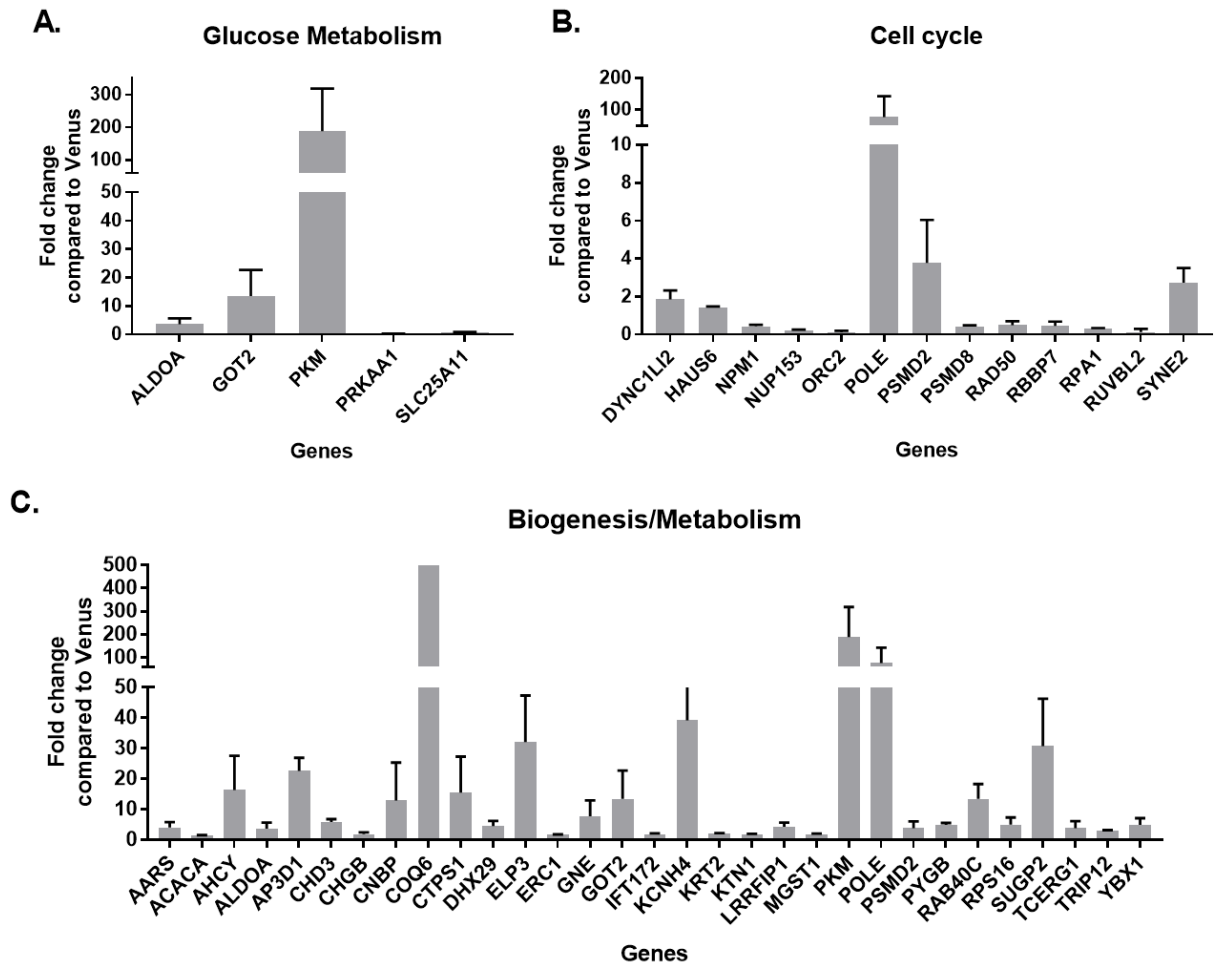 A.
Glucose Metabolism
Fold change
compared to Venus
300
200
100
50
40
30
20
10
0
ALDOA
GOT2
PKM
PRKAA1
SLC25A11
Genes
B.
Cell cycle
Fold change
compared to Venus
200
100
10
8
6
4
2
0
DYNC1LI2
HAUS6
NPM1
NUP153
ORC2
POLE
PSMD2
PSMD8
RAD50
RBBP7
RPA1
RUVBL2
SYNE2
Genes
C.
Biogenesis/Metabolism
Fold change
compared to Venus
500
400
300
200
100
50
40
30
20
10
0
AARS
ACACA
AHCY
ALDOA
AP3D1
CHD3
CHGB
CNBP
COQ6
CTPS1
DHX29
ELP3
ERC1
GNE
GOT2
IFT172
KCNH4
KRT2
KTN1
LRRFIP1
MGST1
PKM
POLE
PSMD2
PYGB
RAB40C
RPS16
SUGP2
TCERG1
TRIP12
YBX1
Genes